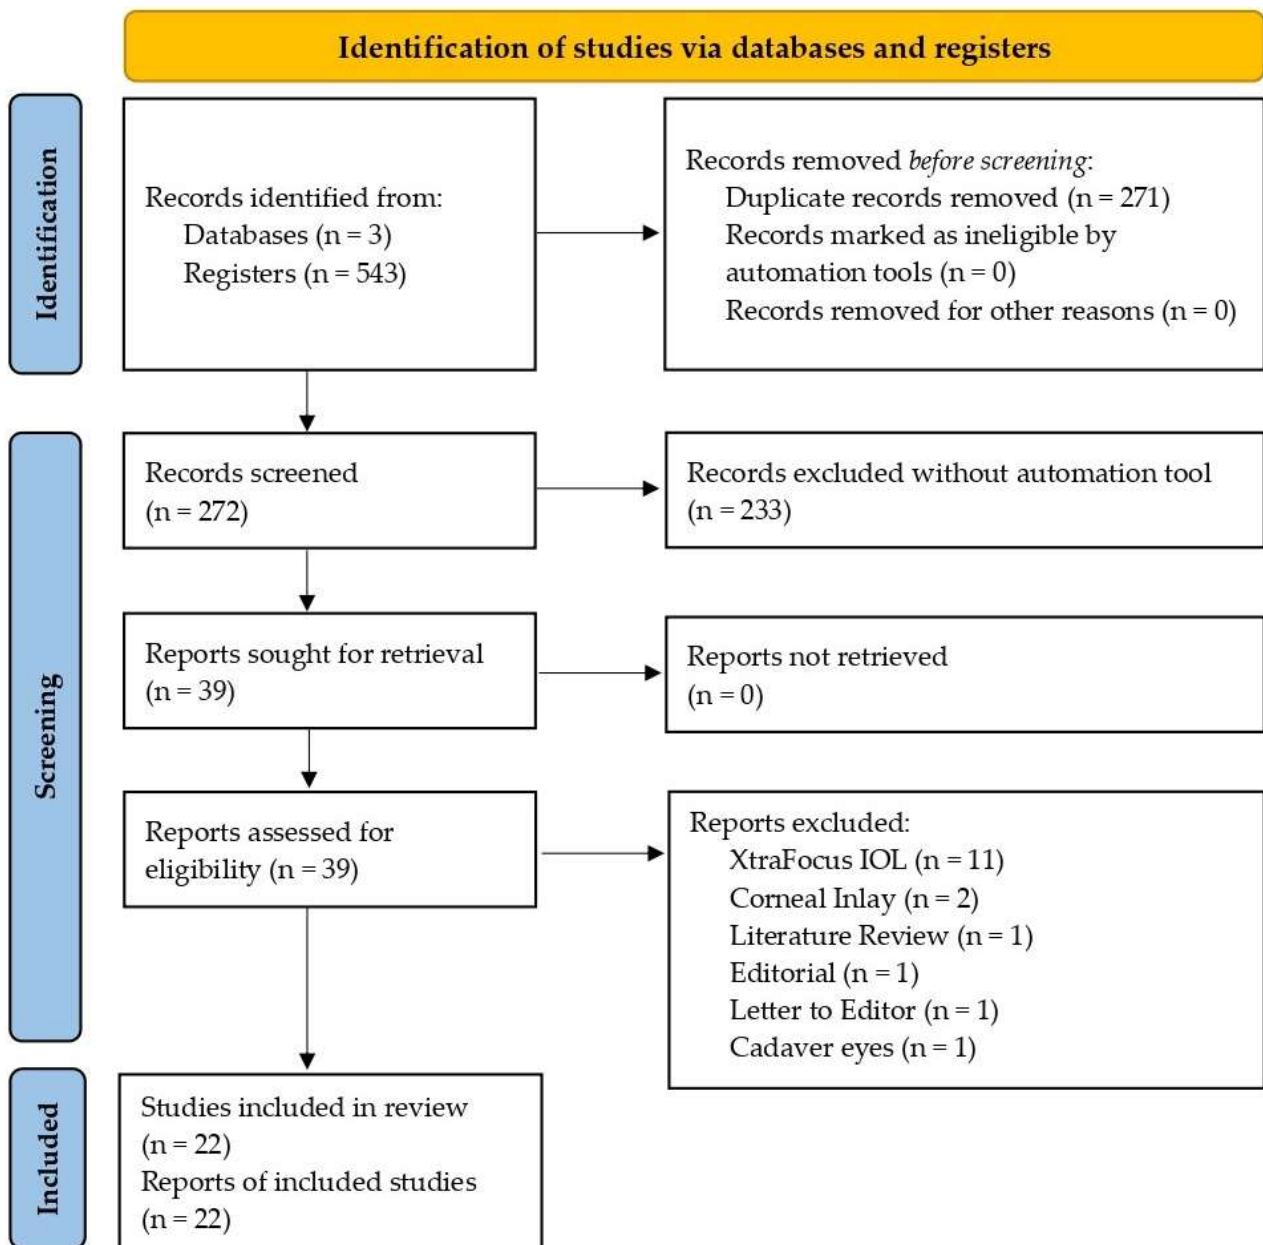 Identification of studies via databases and registers
Identification
Records identified from:
Databases (n = 3)
Registers (n = 543)
Records removed before screening:
Duplicate records removed (n = 271)
Records marked as ineligible by
automation tools (n = 0)
Records removed for other reasons (n = 0)
Screening
Records screened
(n = 272)
Records excluded without automation tool
(n = 233)
Reports sought for retrieval
(n = 39)
Reports not retrieved
(n = 0)
Reports assessed for
eligibility (n = 39)
Reports excluded:
XtraFocus IOL (n = 11)
Corneal Inlay (n = 2)
Literature Review (n = 1)
Editorial (n = 1)
Letter to Editor (n = 1)
Cadaver eyes (n = 1)
Included
Studies included in review
(n = 22)
Reports of included studies
(n = 22)